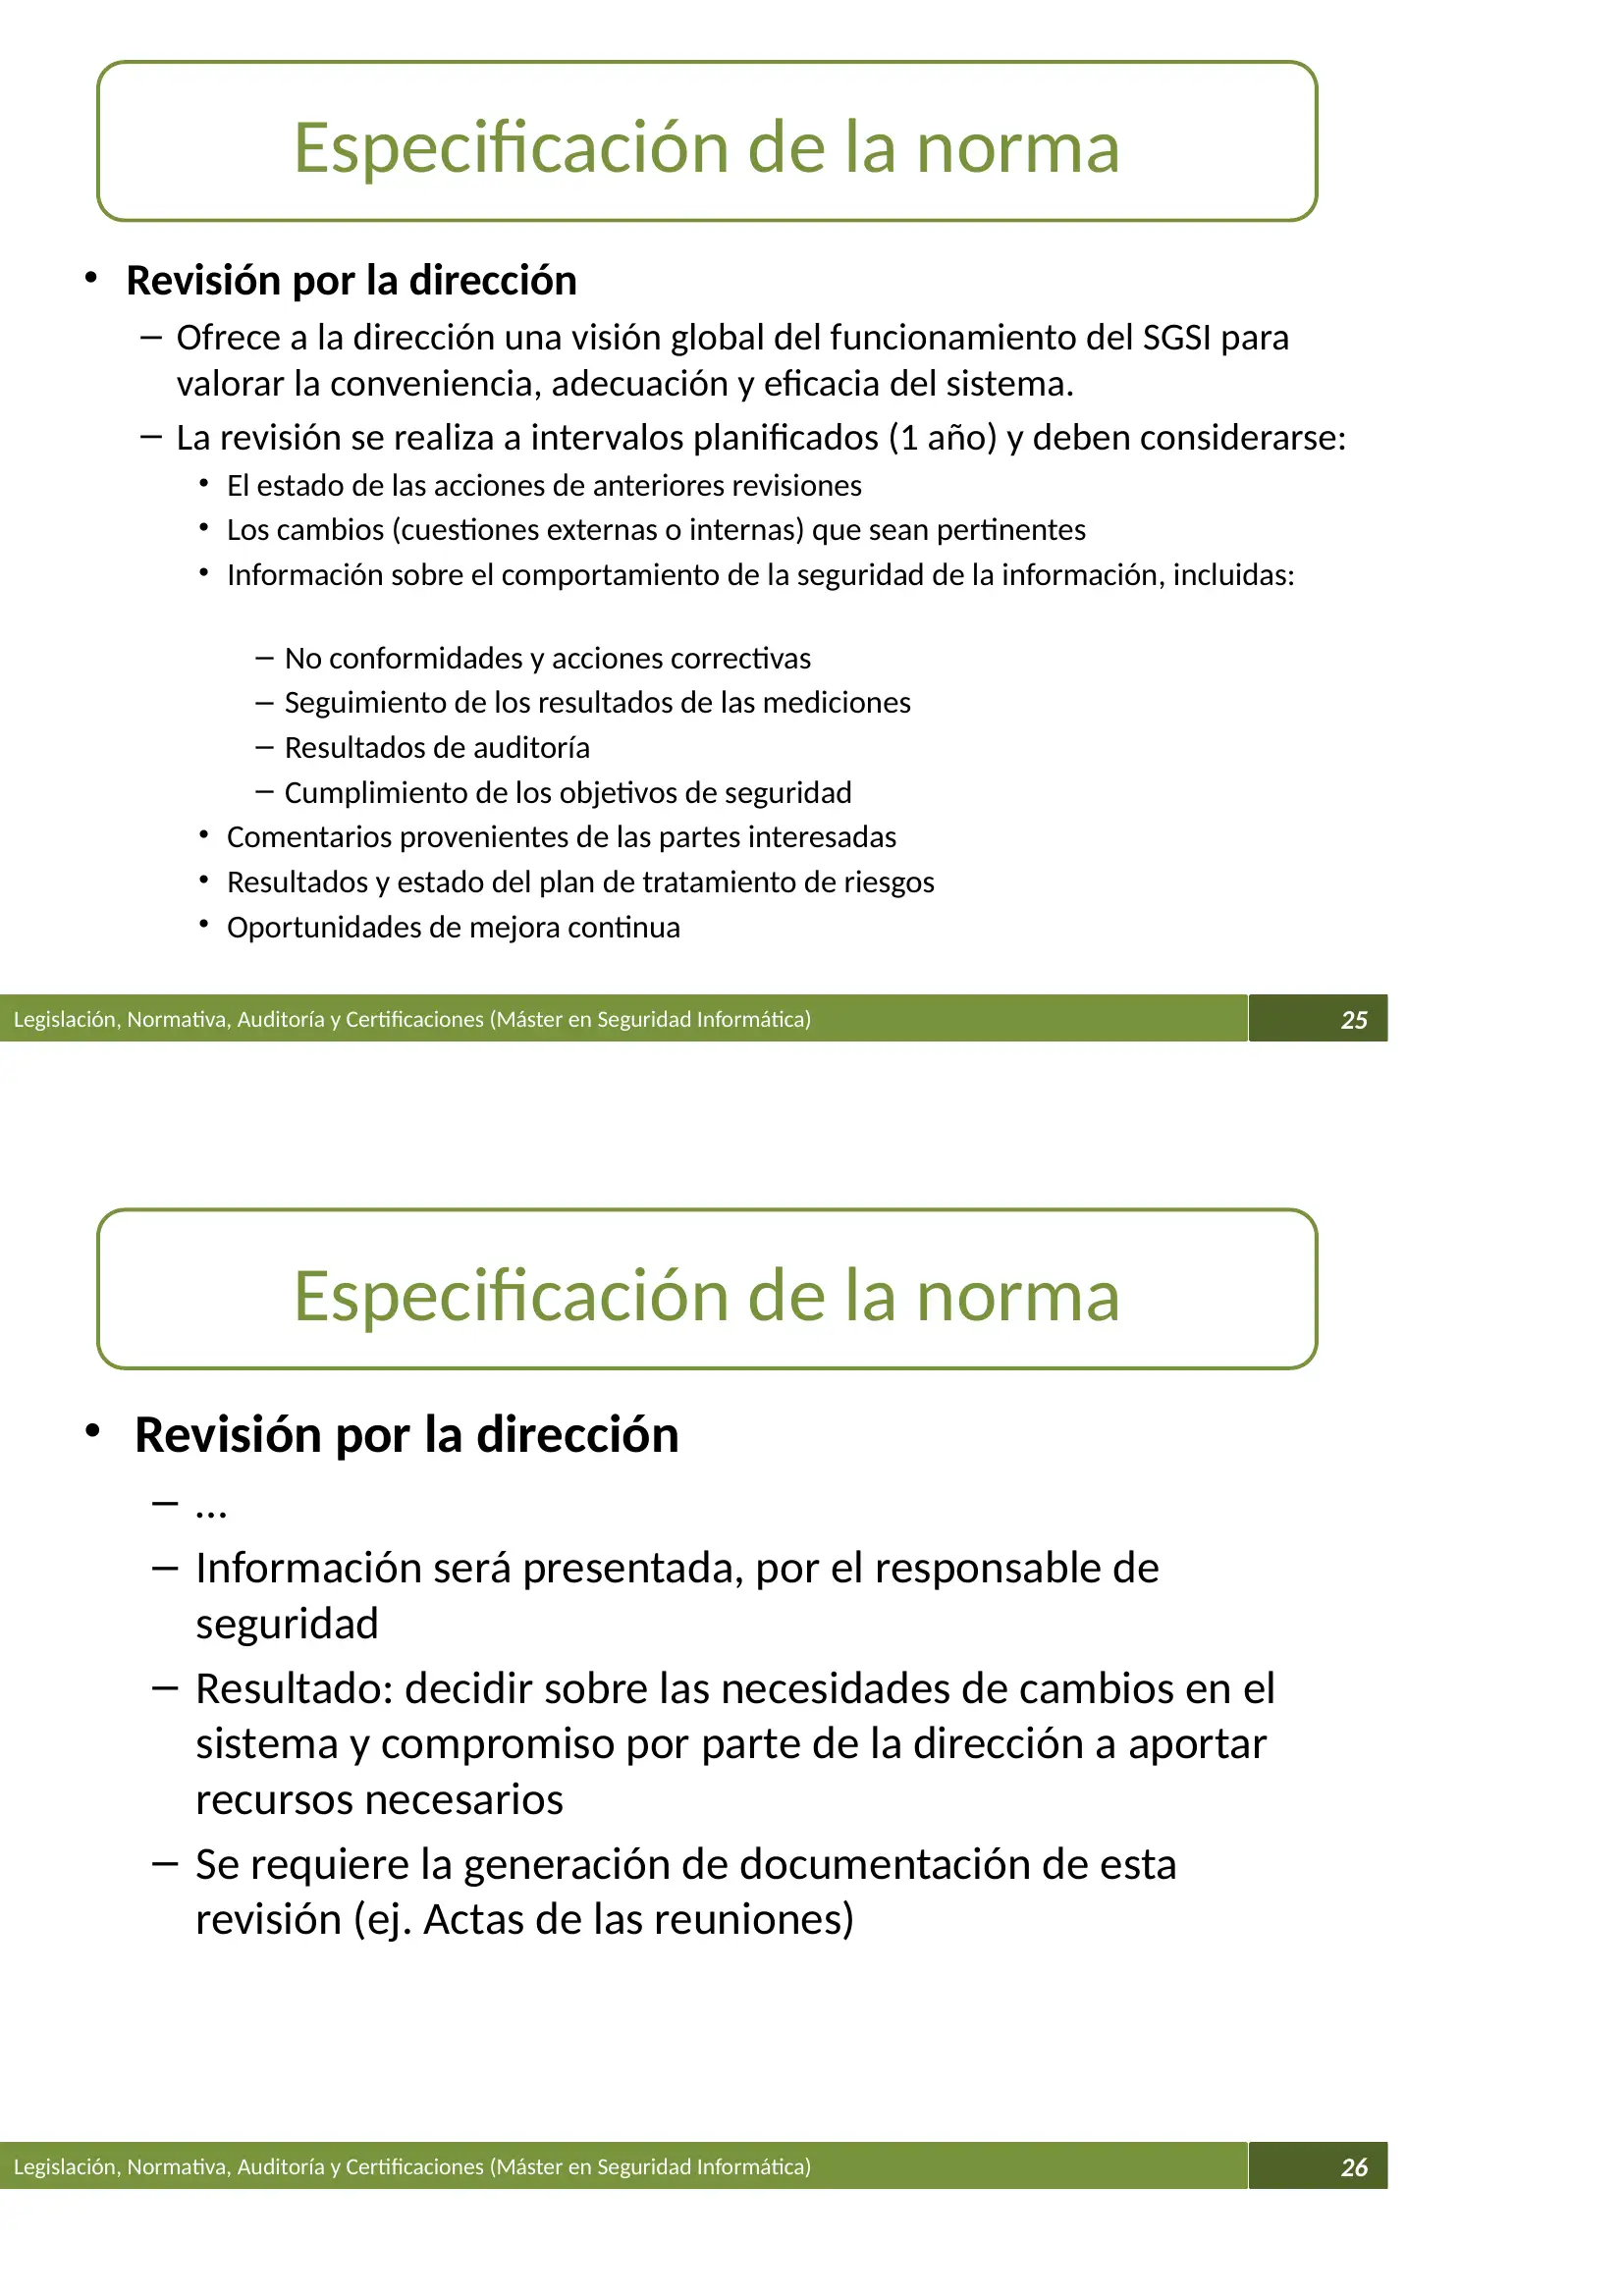 Especificación de la norma
• Revisión por la dirección
– Ofrece a la dirección una visión global del funcionamiento del SGSI para
valorar la conveniencia, adecuación y eficacia del sistema.
– La revisión se realiza a intervalos planificados (1 año) y deben considerarse:
• El estado de las acciones de anteriores revisiones
• Los cambios (cuestiones externas o internas) que sean pertinentes
• Información sobre el comportamiento de la seguridad de la información, incluidas:
– No conformidades y acciones correctivas
– Seguimiento de los resultados de las mediciones
– Resultados de auditoría
– Cumplimiento de los objetivos de seguridad
• Comentarios provenientes de las partes interesadas
• Resultados y estado del plan de tratamiento de riesgos
• Oportunidades de mejora continua
Legislación, Normativa, Auditoría y Certificaciones (Máster en Seguridad Informática) 25
Especificación de la norma
• Revisión por la dirección
– …
– Información será presentada, por el responsable de
seguridad
– Resultado: decidir sobre las necesidades de cambios en el
sistema y compromiso por parte de la dirección a aportar
recursos necesarios
– Se requiere la generación de documentación de esta
revisión (ej. Actas de las reuniones)
Legislación, Normativa, Auditoría y Certificaciones (Máster en Seguridad Informática) 26